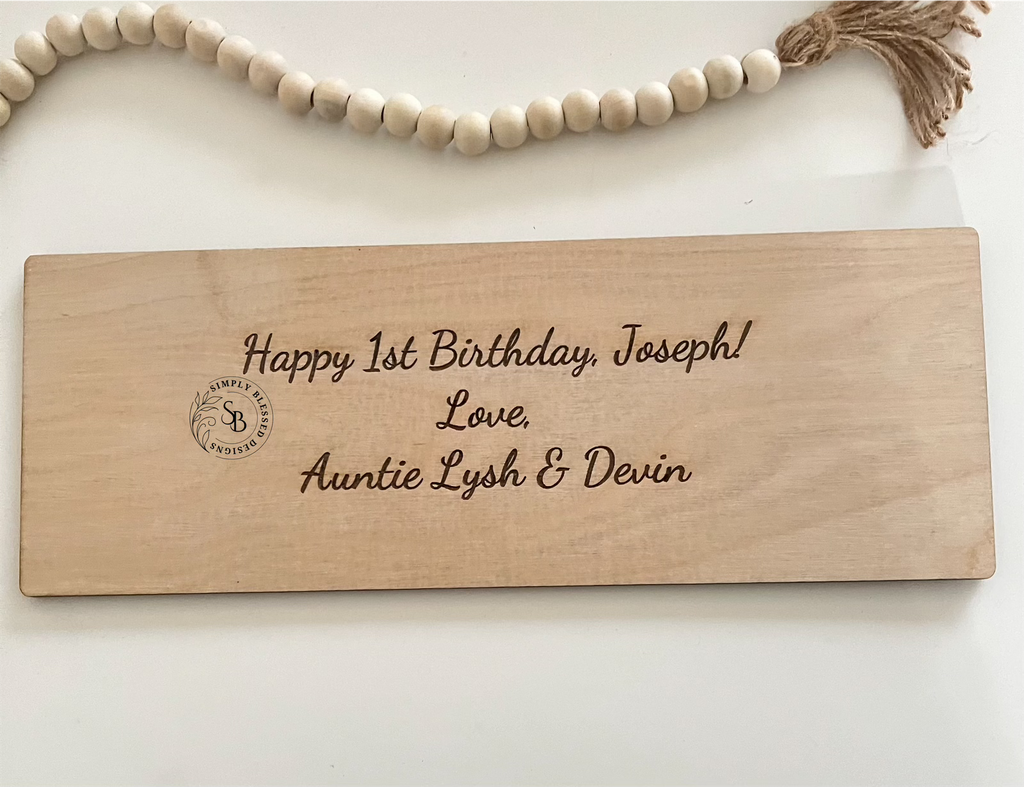 Happy 1st Birthday, Joseph!
Love,
Auntie Lysh & Devin
SIMPLY BLESSED DESIGNS
SB